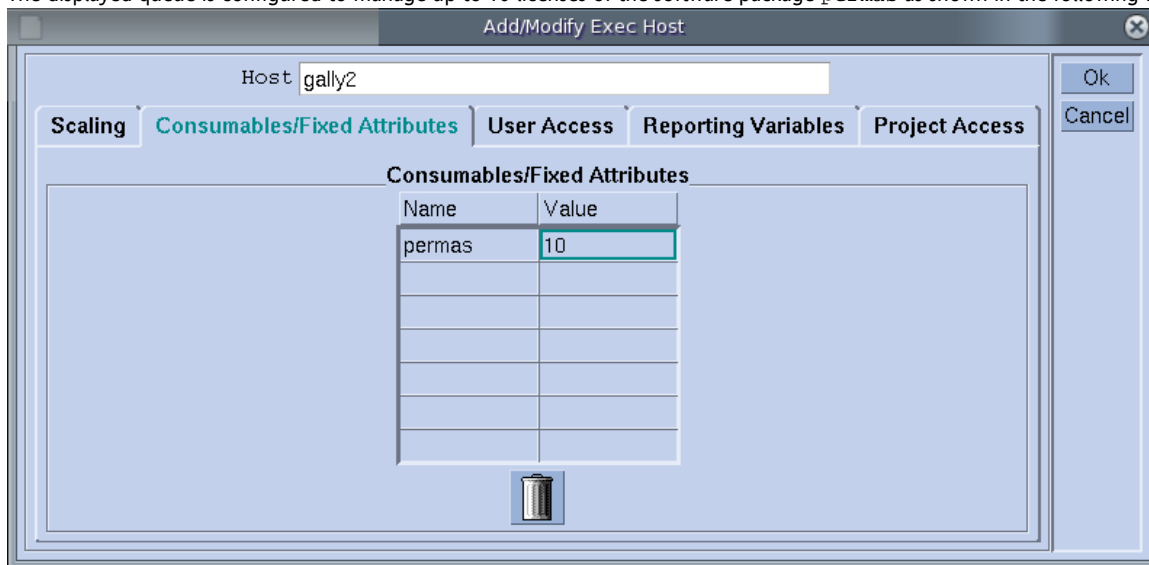 Add/Modify Exec Host
Host gally2
Ok
Cancel
Scaling Consumables/Fixed Attributes User Access Reporting Variables Project Access
Consumables/Fixed Attributes
Name Value
permas 10